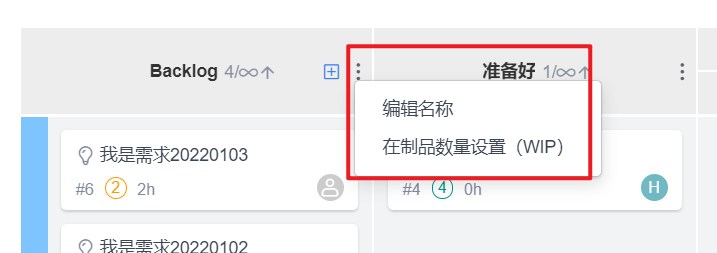 Backlog 4/∞↑ 准备好 1/∞↑
编辑名称
在制品数量设置（WIP）
我是需求20220103
#6 2 2h
#4 4 0h H
我是需求20220102